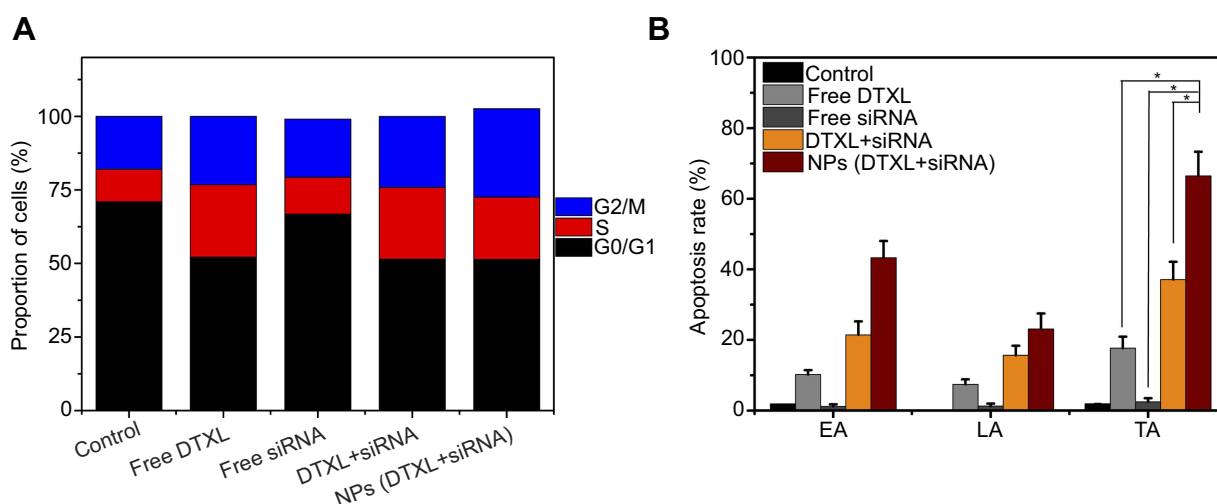 A
Proportion of cells (%)
100
75
50
25
0
Control
Free DTXL
Free siRNA
DTXL+siRNA
NPs (DTXL+siRNA)
G2/M
S
G0/G1
B
Apoptosis rate (%)
100
80
60
40
20
0
Control
Free DTXL
Free siRNA
DTXL+siRNA
NPs (DTXL+siRNA)
*
*
*
EA
LA
TA